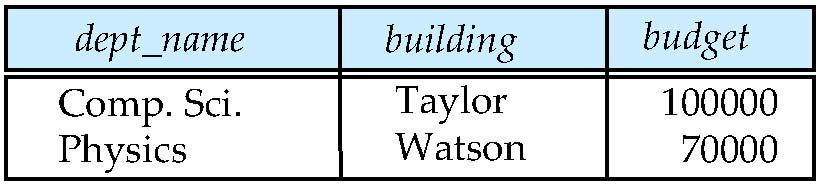 dept_name building budget
Comp. Sci. Taylor 100000
Physics Watson 70000